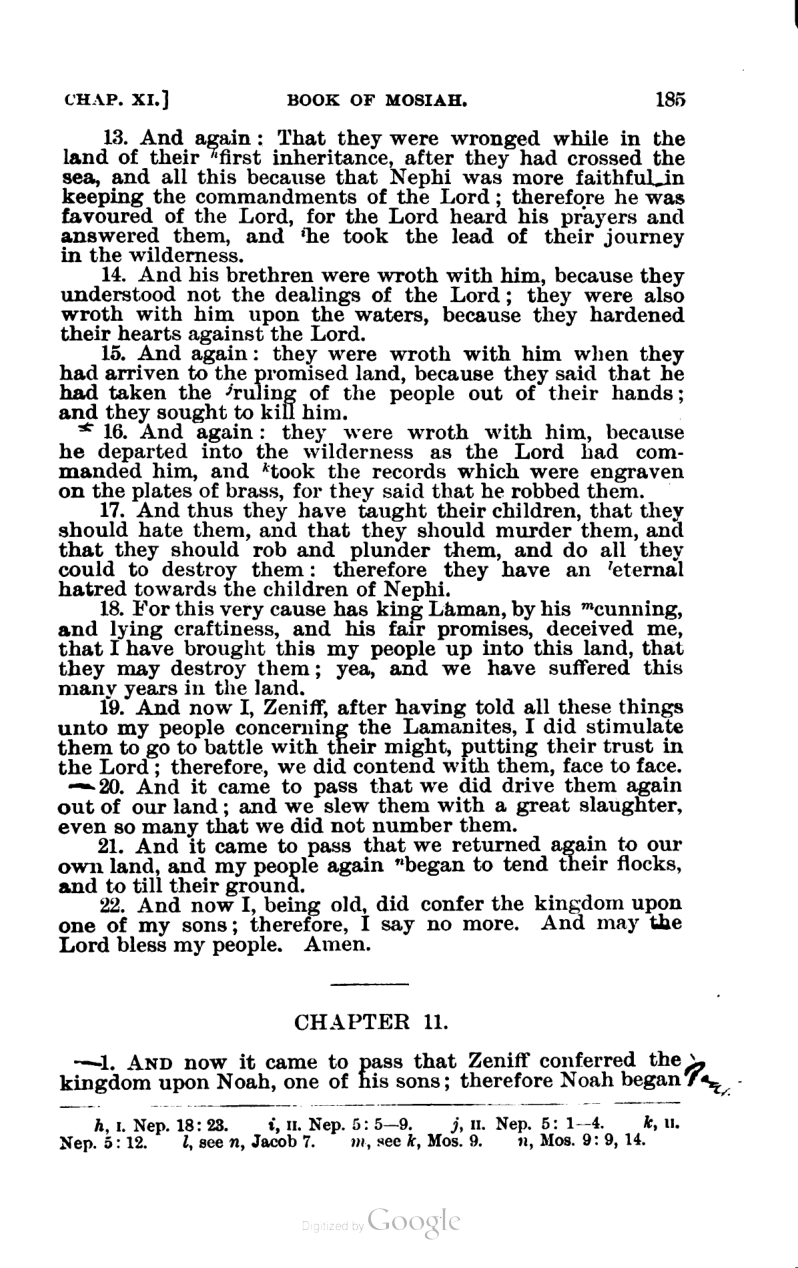 CHAP. XI.] BOOK OF MOSIAH. 185
13. And again: That they were wronged while in the
land of their ʰfirst inheritance, after they had crossed the
sea, and all this because that Nephi was more faithful in
keeping the commandments of the Lord; therefore he was
favoured of the Lord, for the Lord heard his prayers and
answered them, and ⁱhe took the lead of their journey
in the wilderness.
14. And his brethren were wroth with him, because they
understood not the dealings of the Lord; they were also
wroth with him upon the waters, because they hardened
their hearts against the Lord.
15. And again: they were wroth with him when they
had arriven to the promised land, because they said that he
had taken the ʲruling of the people out of their hands;
and they sought to kill him.
16. And again: they were wroth with him, because
he departed into the wilderness as the Lord had com-
manded him, and ᵏtook the records which were engraven
on the plates of brass, for they said that he robbed them.
17. And thus they have taught their children, that they
should hate them, and that they should murder them, and
that they should rob and plunder them, and do all they
could to destroy them: therefore they have an ˡeternal
hatred towards the children of Nephi.
18. For this very cause has king Laman, by his ᵐcunning,
and lying craftiness, and his fair promises, deceived me,
that I have brought this my people up into this land, that
they may destroy them; yea, and we have suffered this
many years in the land.
19. And now I, Zeniff, after having told all these things
unto my people concerning the Lamanites, I did stimulate
them to go to battle with their might, putting their trust in
the Lord; therefore, we did contend with them, face to face.
20. And it came to pass that we did drive them again
out of our land; and we slew them with a great slaughter,
even so many that we did not number them.
21. And it came to pass that we returned again to our
own land, and my people again ⁿbegan to tend their flocks,
and to till their ground.
22. And now I, being old, did confer the kingdom upon
one of my sons; therefore, I say no more. And may the
Lord bless my people. Amen.
CHAPTER 11.
1. AND now it came to pass that Zeniff conferred the
kingdom upon Noah, one of his sons; therefore Noah began
h, I. Nep. 18: 23. i, II. Nep. 5: 5—9. j, II. Nep. 5: 1—4. k, II.
Nep. 5: 12. l, see n, Jacob 7. m, see k, Mos. 9. n, Mos. 9: 9, 14.
Digitized by Google